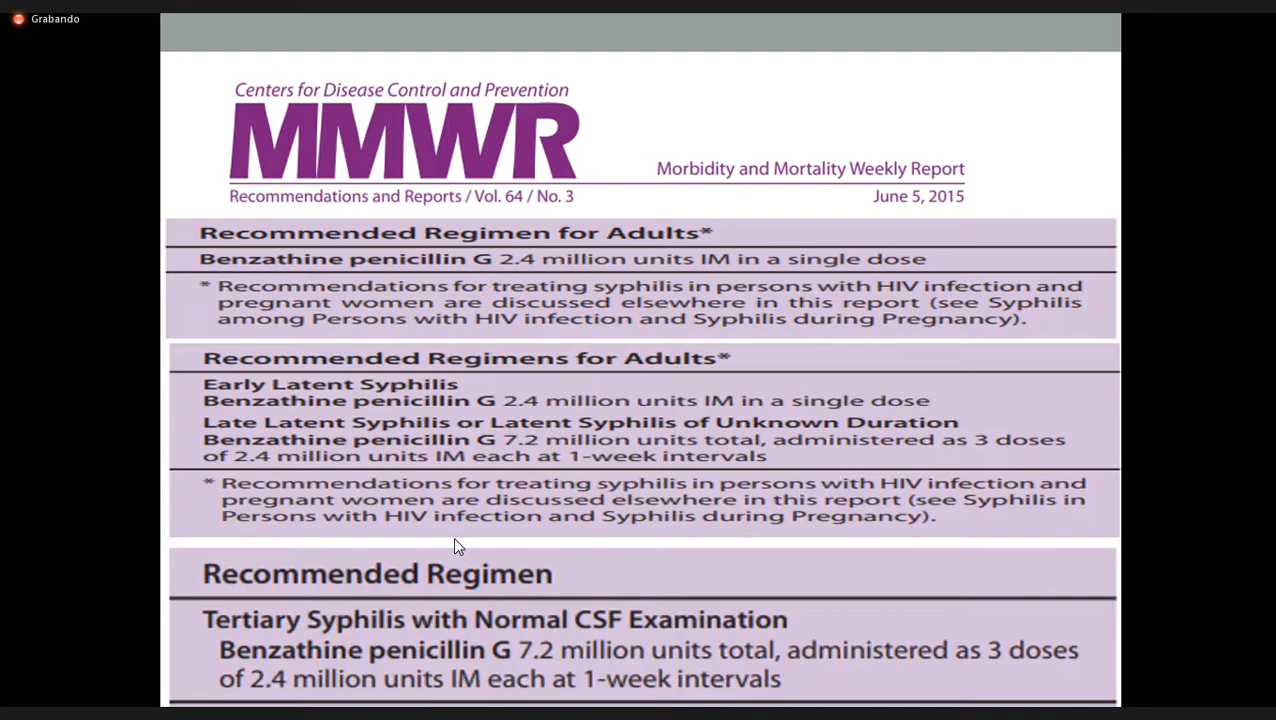 Grabando
Centers for Disease Control and Prevention
MMWR
Morbidity and Mortality Weekly Report
Recommendations and Reports / Vol. 64 / No. 3
June 5, 2015
Recommended Regimen for Adults*
Benzathine penicillin G 2.4 million units IM in a single dose
* Recommendations for treating syphilis in persons with HIV infection and
pregnant women are discussed elsewhere in this report (see Syphilis
among Persons with HIV infection and Syphilis during Pregnancy).
Recommended Regimens for Adults*
Early Latent Syphilis
Benzathine penicillin G 2.4 million units IM in a single dose
Late Latent Syphilis or Latent Syphilis of Unknown Duration
Benzathine penicillin G 7.2 million units total, administered as 3 doses
of 2.4 million units IM each at 1-week intervals
* Recommendations for treating syphilis in persons with HIV infection and
pregnant women are discussed elsewhere in this report (see Syphilis in
Persons with HIV infection and Syphilis during Pregnancy).
Recommended Regimen
Tertiary Syphilis with Normal CSF Examination
Benzathine penicillin G 7.2 million units total, administered as 3 doses
of 2.4 million units IM each at 1-week intervals